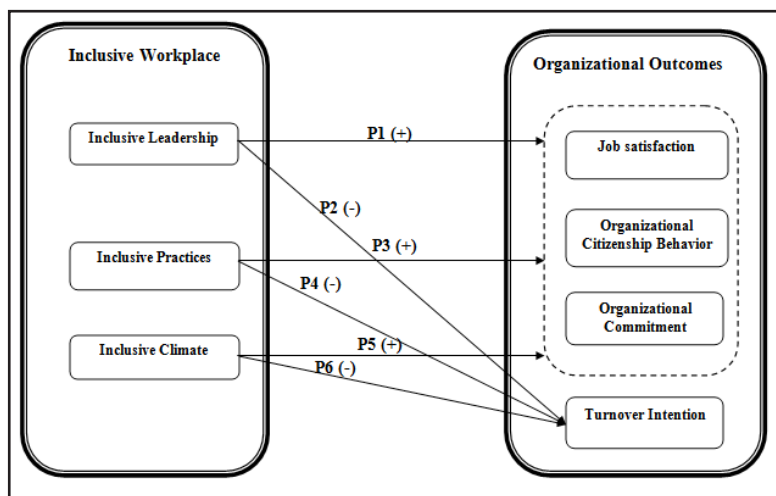 Inclusive Workplace
Inclusive Leadership
Inclusive Practices
Inclusive Climate
P1 (+)
P2 (-)
P3 (+)
P4 (-)
P5 (+)
P6 (-)
Organizational Outcomes
Job satisfaction
Organizational
Citizenship Behavior
Organizational
Commitment
Turnover Intention